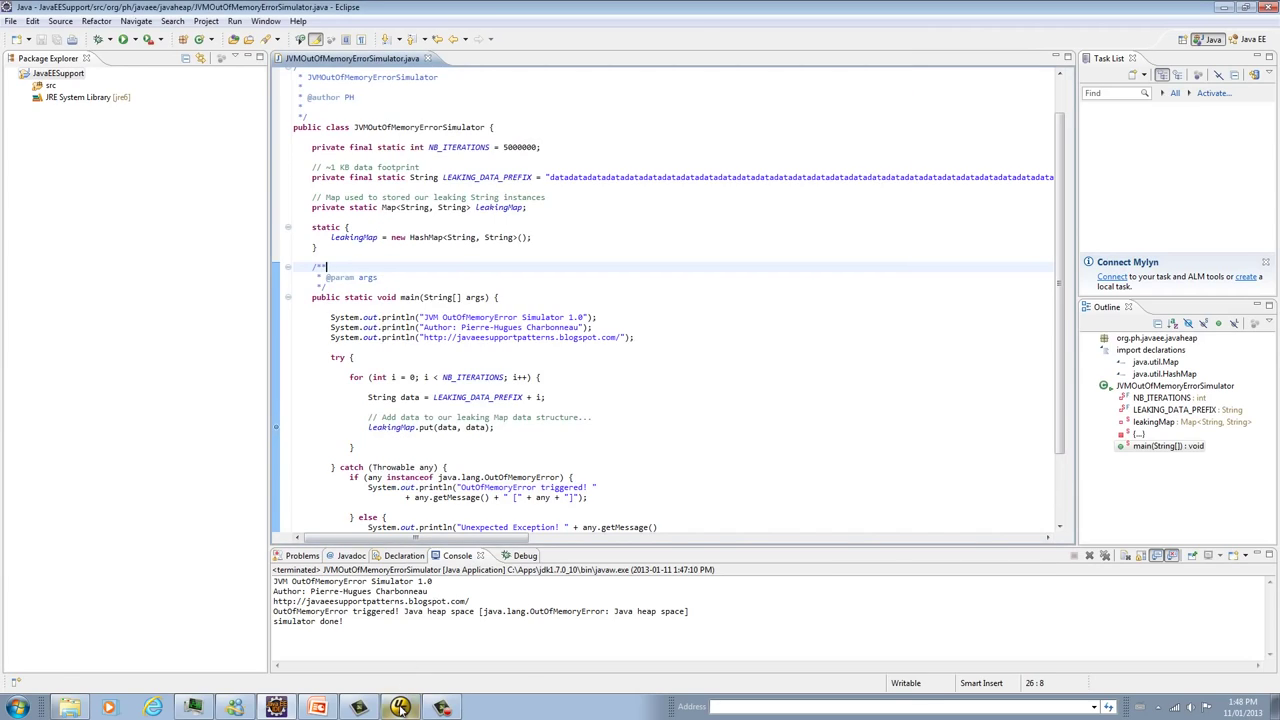 Java - JavaEESupport/src/org/ph/javaee/javaheap/JVMOutOfMemoryErrorSimulator.java - Eclipse
File Edit Source Refactor Navigate Search Project Run Window Help
Java Java EE
Package Explorer
JavaEESupport
src
JRE System Library [jre6]
JVMOutOfMemoryErrorSimulator.java
* JVMOutOfMemoryErrorSimulator
*
* @author PH
*
*/
public class JVMOutOfMemoryErrorSimulator {
private final static int NB_ITERATIONS = 5000000;
// ~1 KB data footprint
private final static String LEAKING_DATA_PREFIX = "datadatadatadatadatadatadatadatadatadatadatadatadatadatadatadatadatadatadatadatadatadatadatadatadatadatadatadata
// Map used to stored our leaking String instances
private static Map<String, String> leakingMap;
static {
leakingMap = new HashMap<String, String>();
}
/**
* @param args
*/
public static void main(String[] args) {
System.out.println("JVM OutOfMemoryError Simulator 1.0");
System.out.println("Author: Pierre-Hugues Charbonneau");
System.out.println("http://javaeesupportpatterns.blogspot.com/");
try {
for (int i = 0; i < NB_ITERATIONS; i++) {
String data = LEAKING_DATA_PREFIX + i;
// Add data to our leaking Map data structure...
leakingMap.put(data, data);
}
} catch (Throwable any) {
if (any instanceof java.lang.OutOfMemoryError) {
System.out.println("OutOfMemoryError triggered! "
+ any.getMessage() + " [" + any + "]");
} else {
System.out.println("Unexpected Exception! " + any.getMessage()
Task List
Find All Activate...
Connect Mylyn
Connect to your task and ALM tools or create a
local task.
Outline
org.ph.javaee.javaheap
import declarations
java.util.Map
java.util.HashMap
JVMOutOfMemoryErrorSimulator
NB_ITERATIONS : int
LEAKING_DATA_PREFIX : String
leakingMap : Map<String, String>
{...}
main(String[]) : void
Problems Javadoc Declaration Console Debug
<terminated> JVMOutOfMemoryErrorSimulator [Java Application] C:\Apps\jdk1.7.0_10\bin\javaw.exe (2013-01-11 1:47:10 PM)
JVM OutOfMemoryError Simulator 1.0
Author: Pierre-Hugues Charbonneau
http://javaeesupportpatterns.blogspot.com/
OutOfMemoryError triggered! Java heap space [java.lang.OutOfMemoryError: Java heap space]
simulator done!
Writable Smart Insert 26 : 8
Address
1:48 PM
11/01/2013